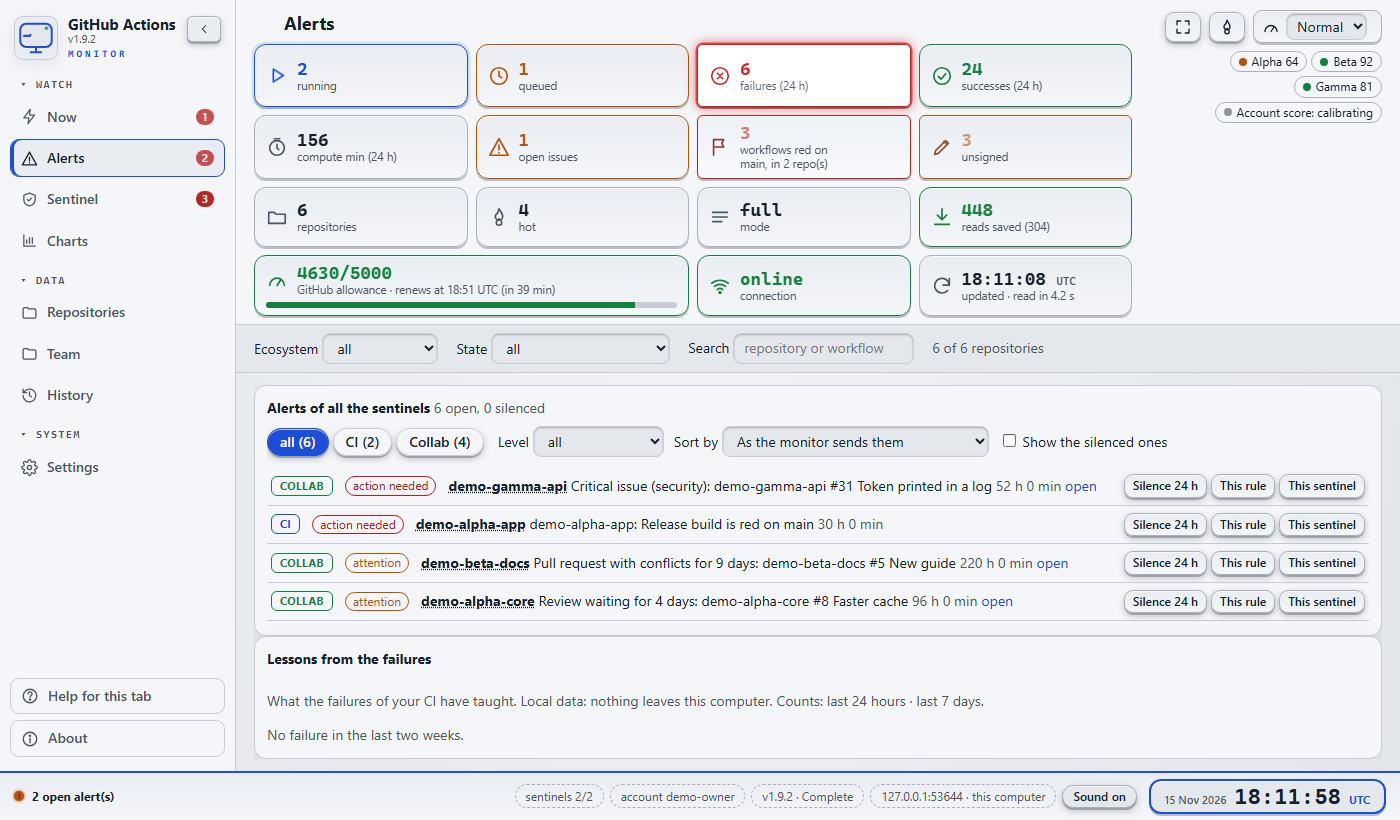 GitHub Actions
v1.9.2
MONITOR
WATCH
Now 1
Alerts 2
Sentinel 3
Charts
DATA
Repositories
Team
History
SYSTEM
Settings
Help for this tab
About
Alerts
Normal
Alpha 64
Beta 92
Gamma 81
Account score: calibrating
2
running
1
queued
6
failures (24 h)
24
successes (24 h)
156
compute min (24 h)
1
open issues
3
workflows red on
main, in 2 repo(s)
3
unsigned
6
repositories
4
hot
full
mode
448
reads saved (304)
4630/5000
GitHub allowance · renews at 18:51 UTC (in 39 min)
online
connection
18:11:08 UTC
updated · read in 4.2 s
Ecosystem all State all Search repository or workflow 6 of 6 repositories
Alerts of all the sentinels 6 open, 0 silenced
all (6) CI (2) Collab (4) Level all Sort by As the monitor sends them Show the silenced ones
COLLAB action needed demo-gamma-api Critical issue (security): demo-gamma-api #31 Token printed in a log 52 h 0 min open Silence 24 h This rule This sentinel
CI action needed demo-alpha-app demo-alpha-app: Release build is red on main 30 h 0 min Silence 24 h This rule This sentinel
COLLAB attention demo-beta-docs Pull request with conflicts for 9 days: demo-beta-docs #5 New guide 220 h 0 min open Silence 24 h This rule This sentinel
COLLAB attention demo-alpha-core Review waiting for 4 days: demo-alpha-core #8 Faster cache 96 h 0 min open Silence 24 h This rule This sentinel
Lessons from the failures
What the failures of your CI have taught. Local data: nothing leaves this computer. Counts: last 24 hours · last 7 days.
No failure in the last two weeks.
2 open alert(s)
sentinels 2/2
account demo-owner
v1.9.2 · Complete
127.0.0.1:53644 · this computer
Sound on
15 Nov 2026 18:11:58 UTC